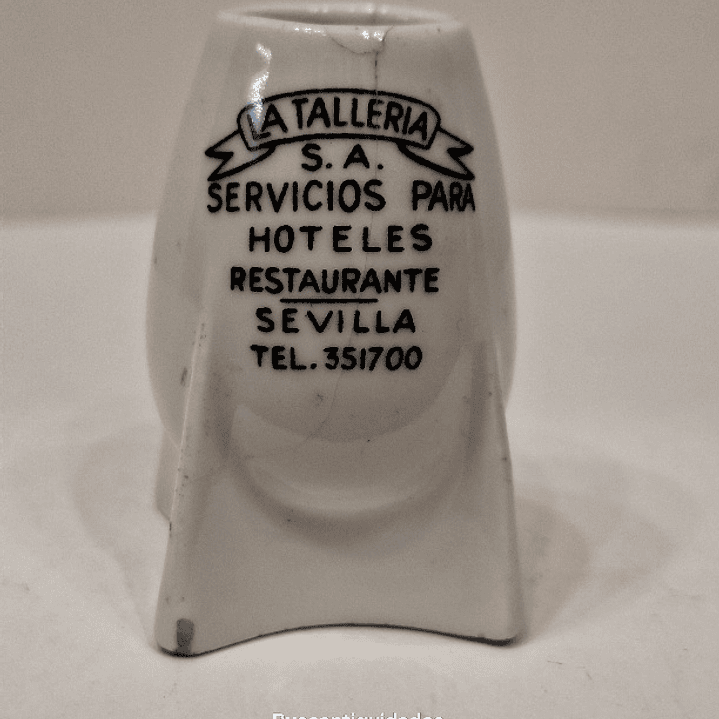 LA TALLERIA
S. A.
SERVICIOS PARA
HOTELES
RESTAURANTE
SEVILLA
TEL. 351700